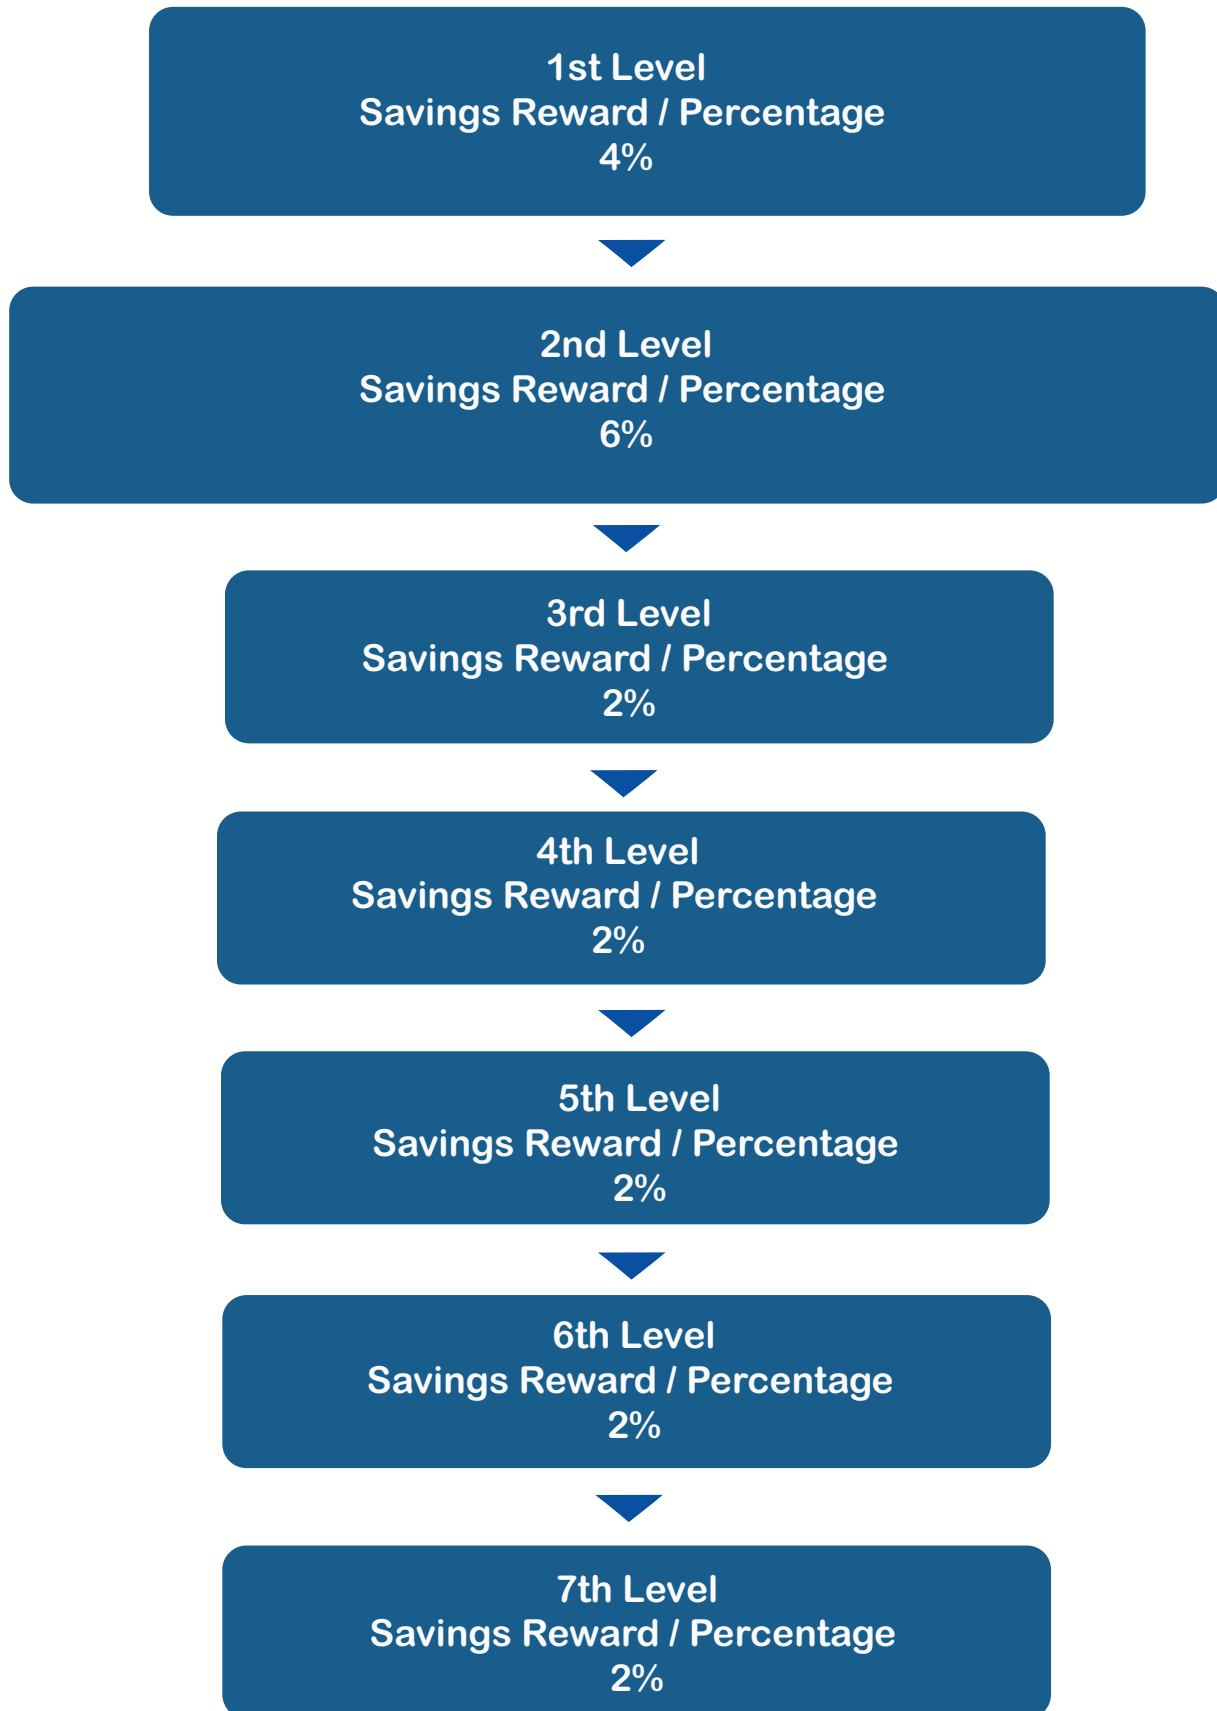 1st Level
Savings Reward / Percentage
4%
2nd Level
Savings Reward / Percentage
6%
3rd Level
Savings Reward / Percentage
2%
4th Level
Savings Reward / Percentage
2%
5th Level
Savings Reward / Percentage
2%
6th Level
Savings Reward / Percentage
2%
7th Level
Savings Reward / Percentage
2%